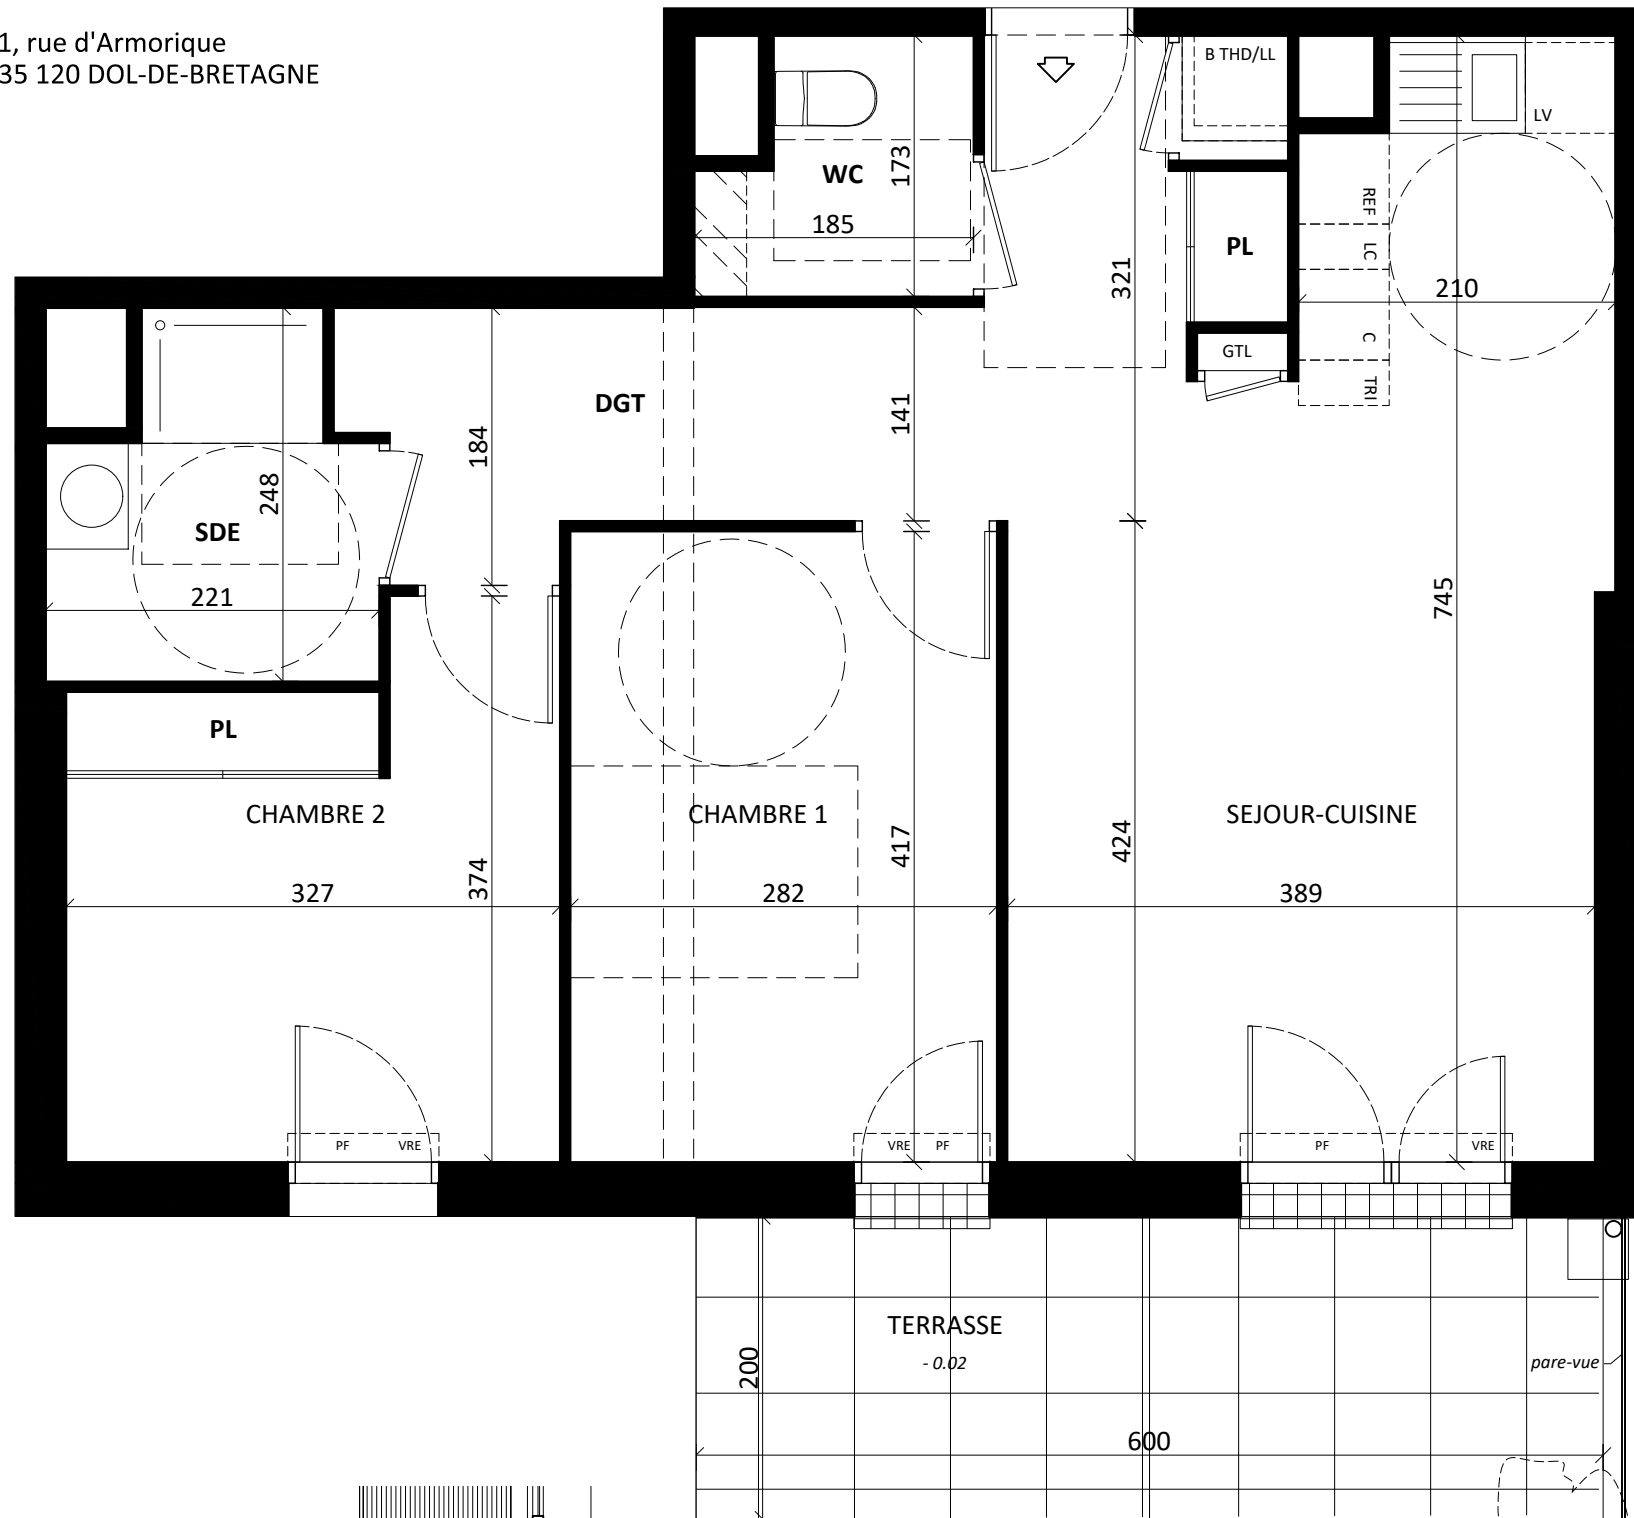 1, rue d'Armorique
35 120 DOL-DE-BRETAGNE
B THD/LL
LV
WC
173
185
321
PL
REF
LC
210
C
TRI
GTL
DGT
141
184
248
SDE
221
745
PL
CHAMBRE 2
CHAMBRE 1
SEJOUR-CUISINE
374
417
424
327
282
389
PF VRE
VRE PF
PF VRE
TERRASSE
- 0.02
200
pare-vue
600